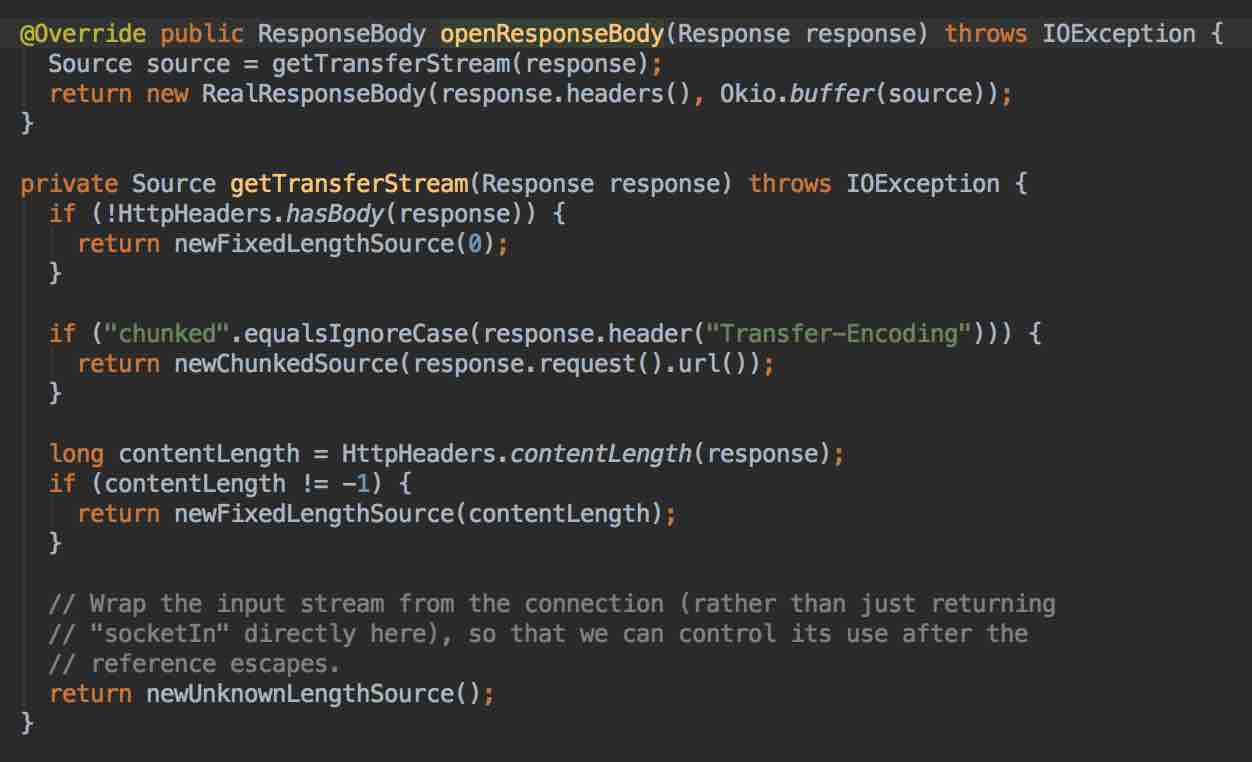 @Override public ResponseBody openResponseBody(Response response) throws IOException {
  Source source = getTransferStream(response);
  return new RealResponseBody(response.headers(), Okio.buffer(source));
}

private Source getTransferStream(Response response) throws IOException {
  if (!HttpHeaders.hasBody(response)) {
    return newFixedLengthSource(0);
  }

  if ("chunked".equalsIgnoreCase(response.header("Transfer-Encoding"))) {
    return newChunkedSource(response.request().url());
  }

  long contentLength = HttpHeaders.contentLength(response);
  if (contentLength != -1) {
    return newFixedLengthSource(contentLength);
  }

  // Wrap the input stream from the connection (rather than just returning
  // "socketIn" directly here), so that we can control its use after the
  // reference escapes.
  return newUnknownLengthSource();
}